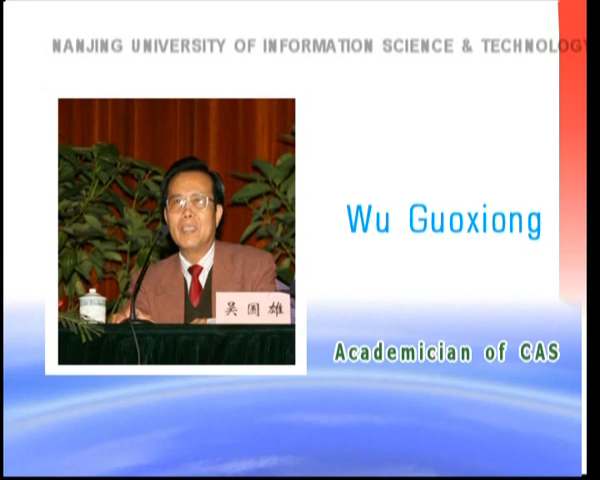 NANJING UNIVERSITY OF INFORMATION SCIENCE & TECHNOLOGY
Wu Guoxiong
吴国雄
Academician of CAS